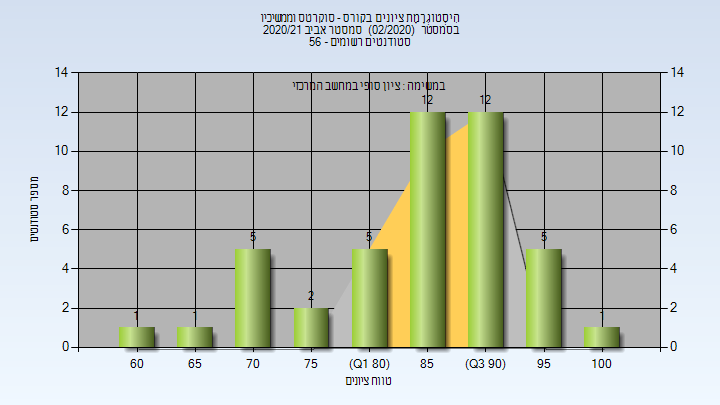 היסטוגרמת ציונים בקורס - סוקרטס וממשיכיו
בסמסטר (02/2020) סמסטר אביב 2020/21
סטודנטים רשומים - 56
במשימה : ציון סופי במחשב המרכזי
מספר סטודנטים
14 14
12 12
10 10
8 8
6 6
4 4
2 2
0 0
1 1 5 2 5 12 12 5 1
60 65 70 75 (Q1 80) 85 (Q3 90) 95 100
טווח ציונים